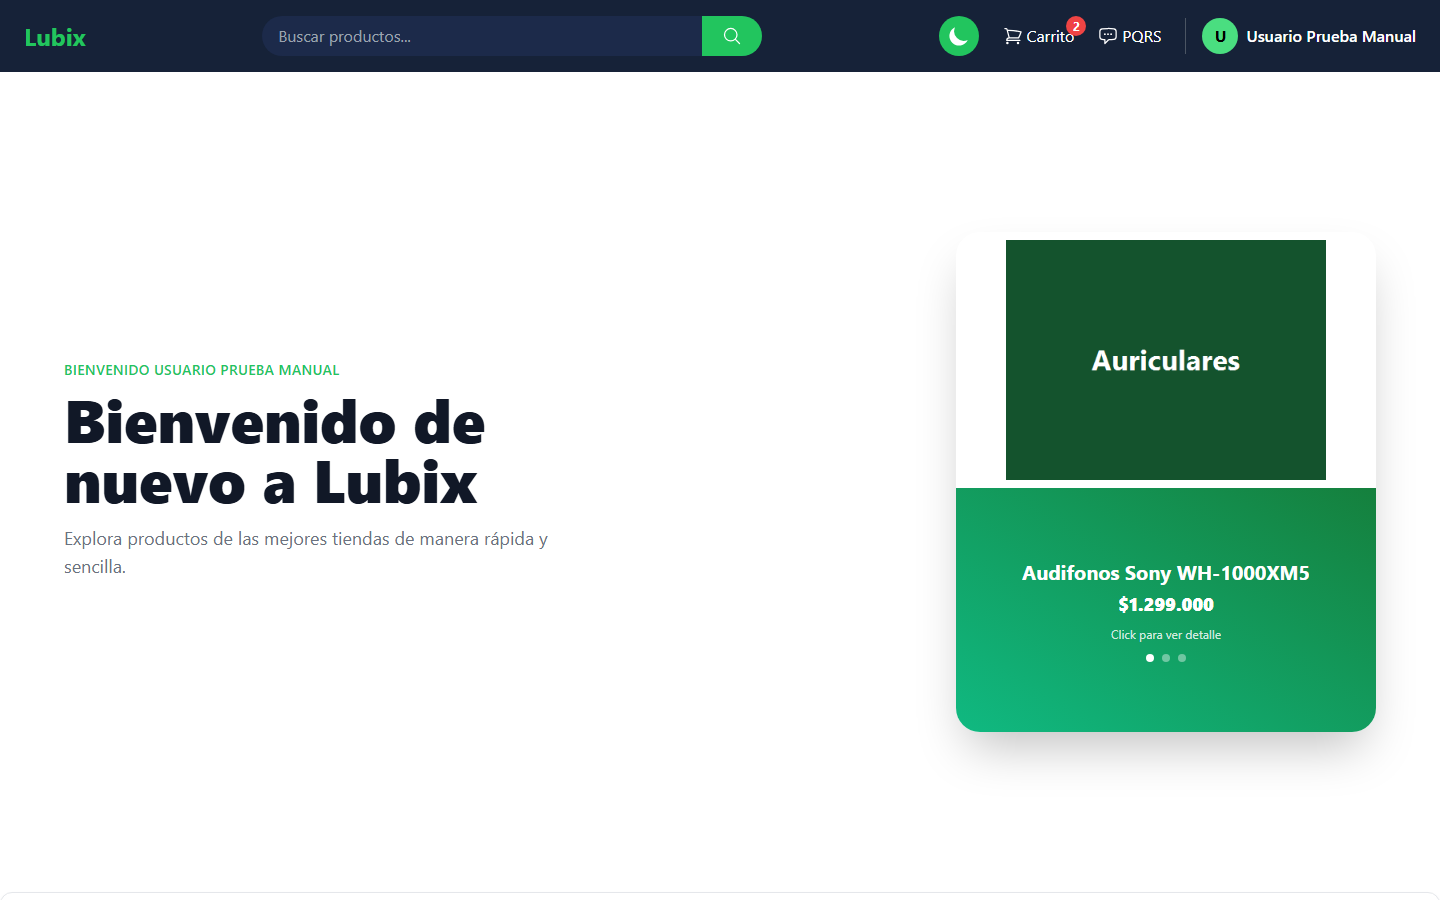 Lubix
Buscar productos...
Carrito
2
PQRS
U
Usuario Prueba Manual
BIENVENIDO USUARIO PRUEBA MANUAL
Bienvenido de
nuevo a Lubix
Explora productos de las mejores tiendas de manera rápida y
sencilla.
Auriculares
Audifonos Sony WH-1000XM5
$1.299.000
Click para ver detalle